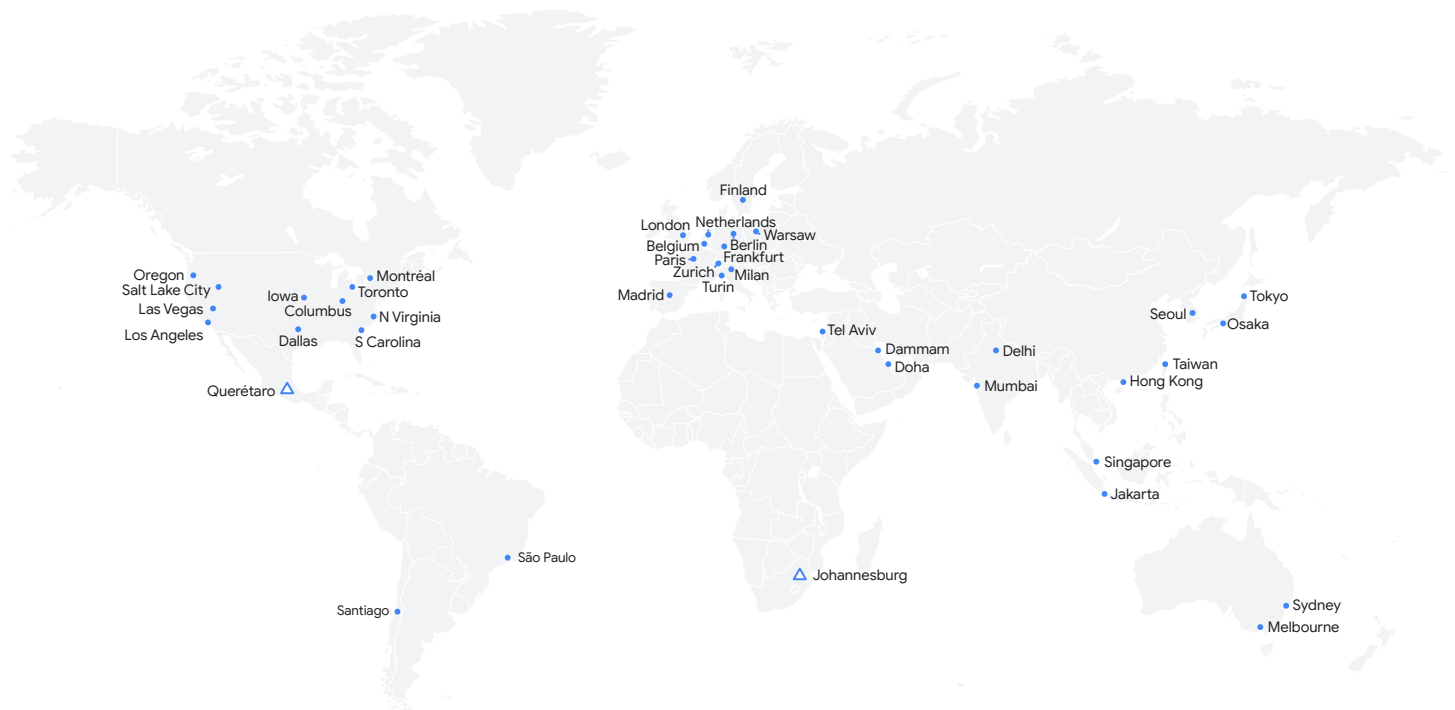 Finland
London
Netherlands
Warsaw
Belgium
Berlin
Paris
Frankfurt
Zurich
Milan
Turin
Madrid
Oregon
Montréal
Salt Lake City
Toronto
Iowa
Las Vegas
Columbus
N Virginia
Los Angeles
Dallas
S Carolina
Querétaro
Tokyo
Seoul
Osaka
Tel Aviv
Dammam
Delhi
Doha
Taiwan
Mumbai
Hong Kong
Singapore
Jakarta
São Paulo
Johannesburg
Santiago
Sydney
Melbourne